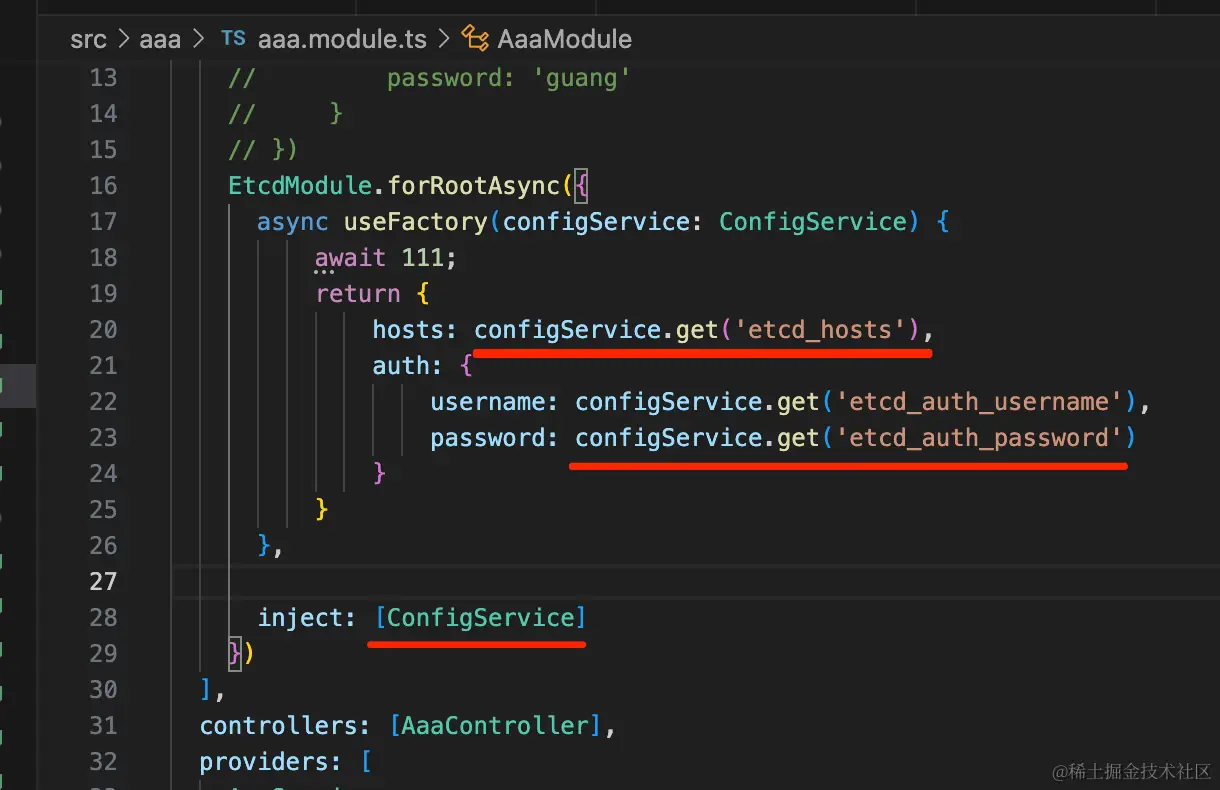 src > aaa > TS aaa.module.ts > AaaModule
13 //         password: 'guang'
14 //     }
15 // })
16 EtcdModule.forRootAsync({
17   async useFactory(configService: ConfigService) {
18       await 111;
19       return {
20           hosts: configService.get('etcd_hosts'),
21           auth: {
22               username: configService.get('etcd_auth_username'),
23               password: configService.get('etcd_auth_password')
24           }
25       }
26   },
27
28   inject: [ConfigService]
29 })
30 ],
31 controllers: [AaaController],
32 providers: [
@稀土掘金技术社区